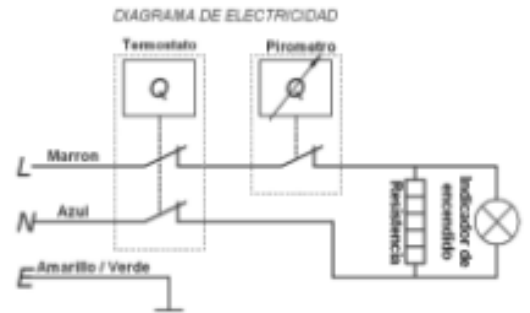 DIAGRAMA DE ELECTRICIDAD
Termostato
Pirometro
Q
Q
L
Marron
N
Azul
E
Amarillo / Verde
Resistencia
Indicador de
encendido